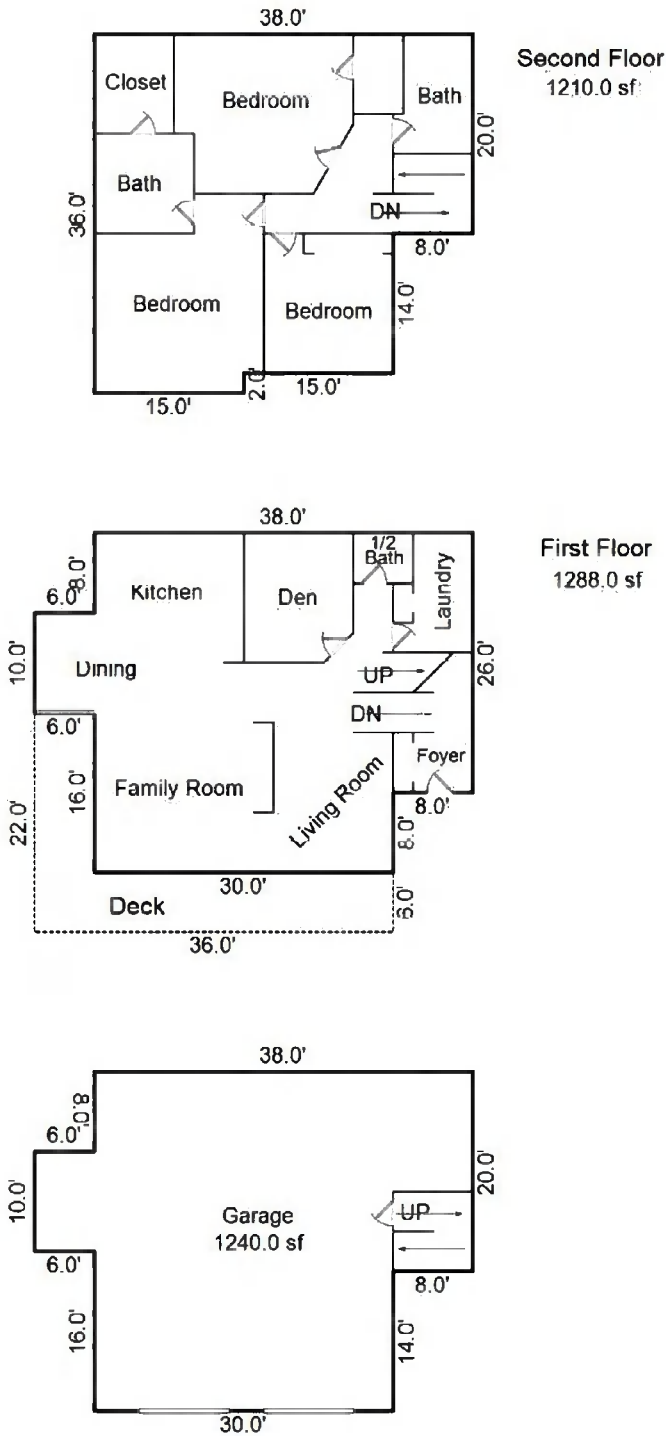 38.0'
Second Floor
1210.0 sf
Closet
Bedroom
Bath
20.0'
Bath
36.0'
DN
8.0'
Bedroom
Bedroom
14.0'
2.0'
15.0'
15.0'
38.0'
First Floor
1288.0 sf
8.0'
1/2
Bath
6.0'
Kitchen
Den
Laundry
10.0'
Dining
UP
26.0'
6.0'
DN
Foyer
16.0'
Family Room
Living Room
8.0'
22.0'
8.0'
30.0'
Deck
6.0'
36.0'
38.0'
8.0'
6.0'
10.0'
20.0'
Garage
1240.0 sf
UP
6.0'
8.0'
16.0'
14.0'
30.0'